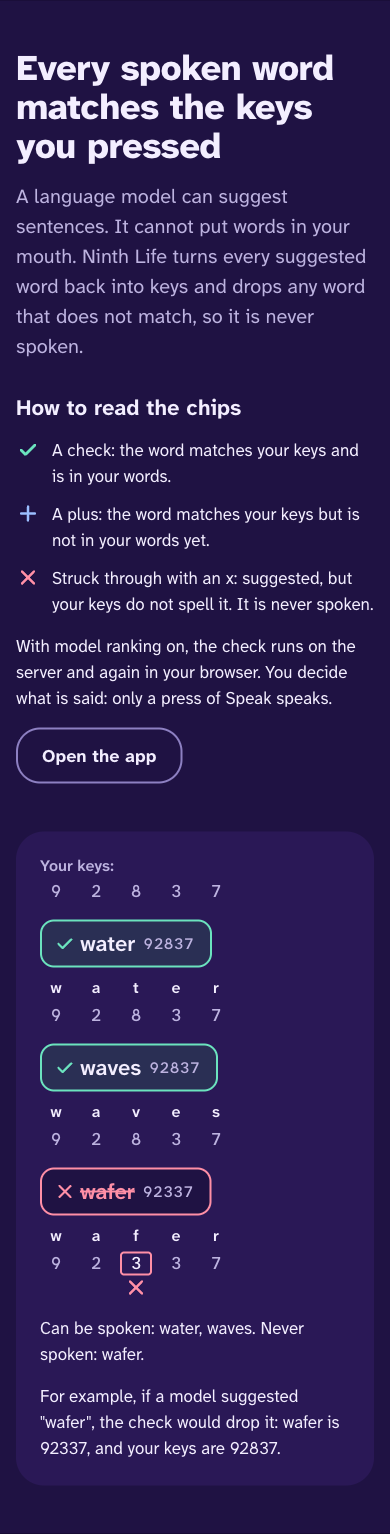 Every spoken word
matches the keys
you pressed
A language model can suggest
sentences. It cannot put words in your
mouth. Ninth Life turns every suggested
word back into keys and drops any word
that does not match, so it is never
spoken.
How to read the chips
A check: the word matches your keys and
is in your words.
A plus: the word matches your keys but is
not in your words yet.
Struck through with an x: suggested, but
your keys do not spell it. It is never spoken.
With model ranking on, the check runs on the
server and again in your browser. You decide
what is said: only a press of Speak speaks.
Open the app
Your keys:
9 2 8 3 7
water 92837
w a t e r
9 2 8 3 7
waves 92837
w a v e s
9 2 8 3 7
wafer 92337
w a f e r
9 2 3 3 7
Can be spoken: water, waves. Never
spoken: wafer.
For example, if a model suggested
"wafer", the check would drop it: wafer is
92337, and your keys are 92837.